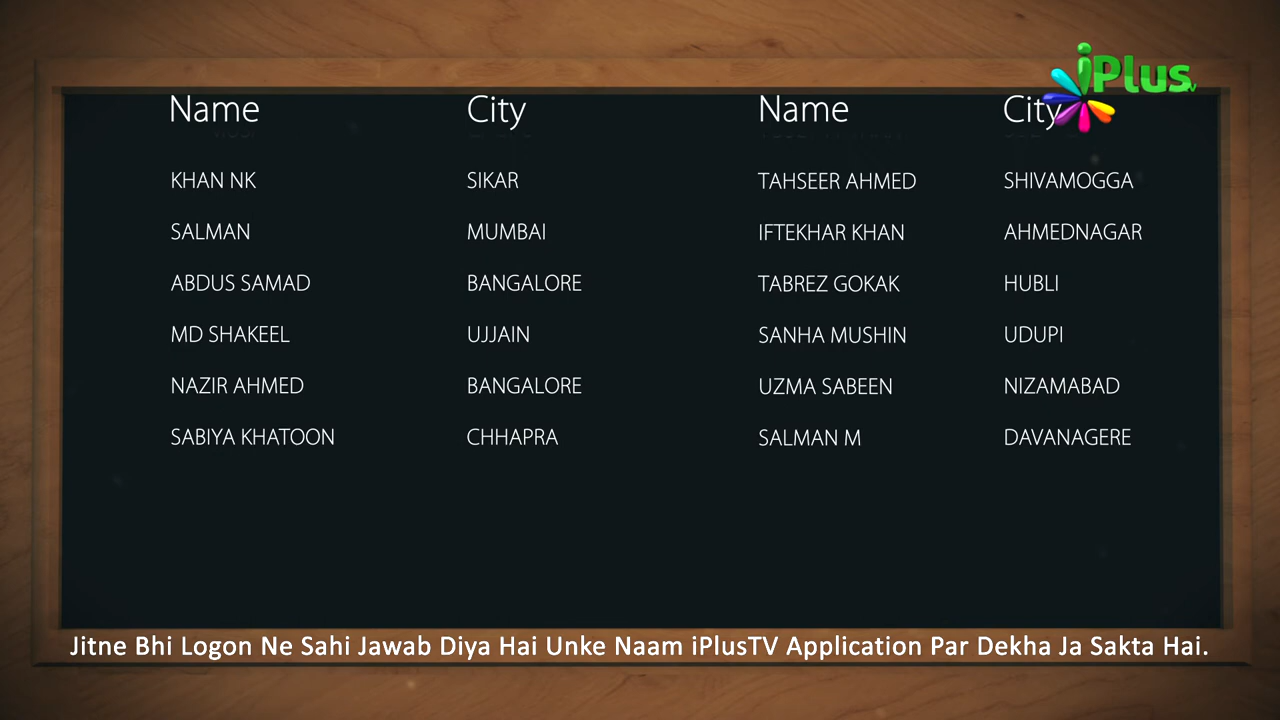 iPlus TV
Name City Name City
KHAN NK SIKAR TAHSEER AHMED SHIVAMOGGA
SALMAN MUMBAI IFTEKHAR KHAN AHMEDNAGAR
ABDUS SAMAD BANGALORE TABREZ GOKAK HUBLI
MD SHAKEEL UJJAIN SANHA MUSHIN UDUPI
NAZIR AHMED BANGALORE UZMA SABEEN NIZAMABAD
SABIYA KHATOON CHHAPRA SALMAN M DAVANAGERE
Jitne Bhi Logon Ne Sahi Jawab Diya Hai Unke Naam iPlusTV Application Par Dekha Ja Sakta Hai.